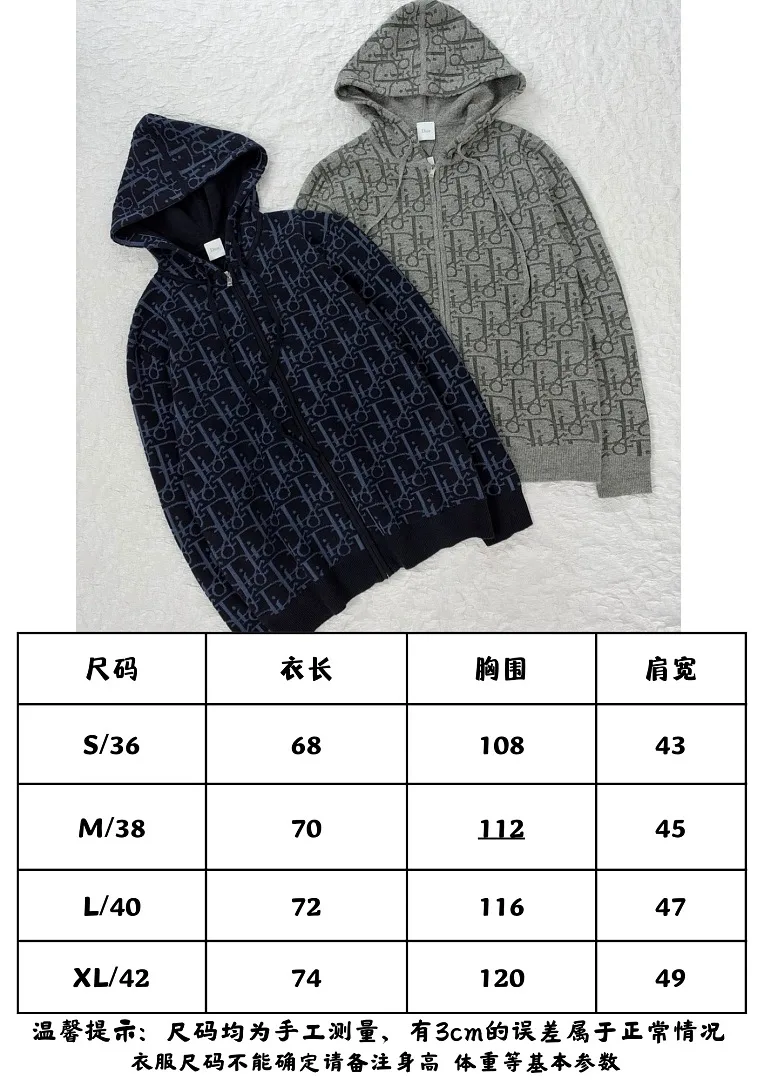 Dior
Dior
尺码 衣长 胸围 肩宽
S/36 68 108 43
M/38 70 112 45
L/40 72 116 47
XL/42 74 120 49
温馨提示：尺码均为手工测量、有3cm的误差属于正常情况
衣服尺码不能确定请备注身高 体重等基本参数